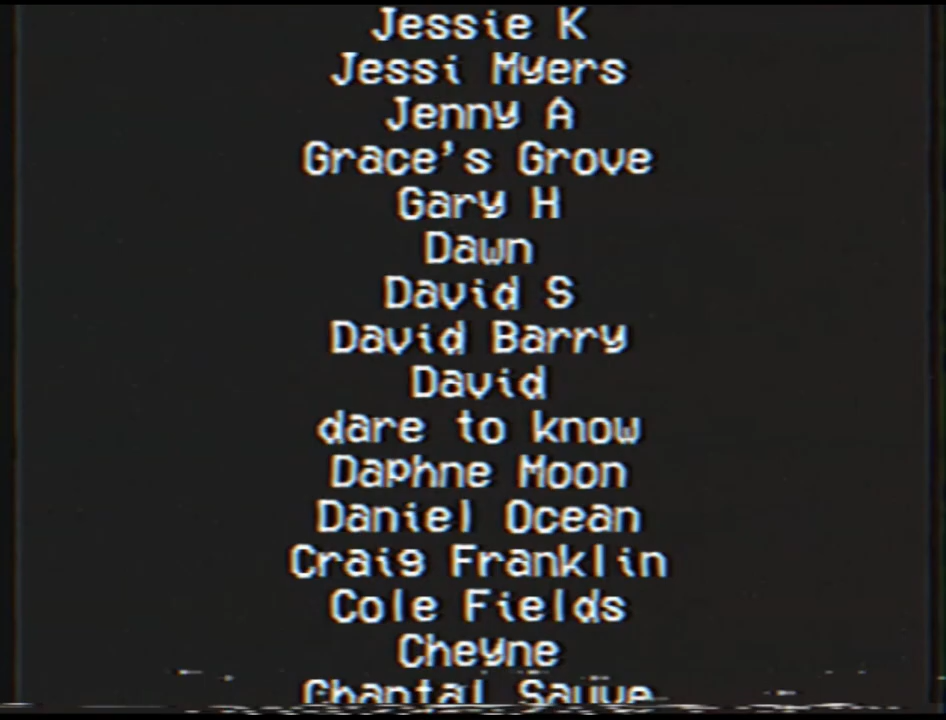 Jessie K
Jessi Myers
Jenny A
Grace's Grove
Gary H
Dawn
David S
David Barry
David
dare to know
Daphne Moon
Daniel Ocean
Craig Franklin
Cole Fields
Cheyne
Chantal Sauve